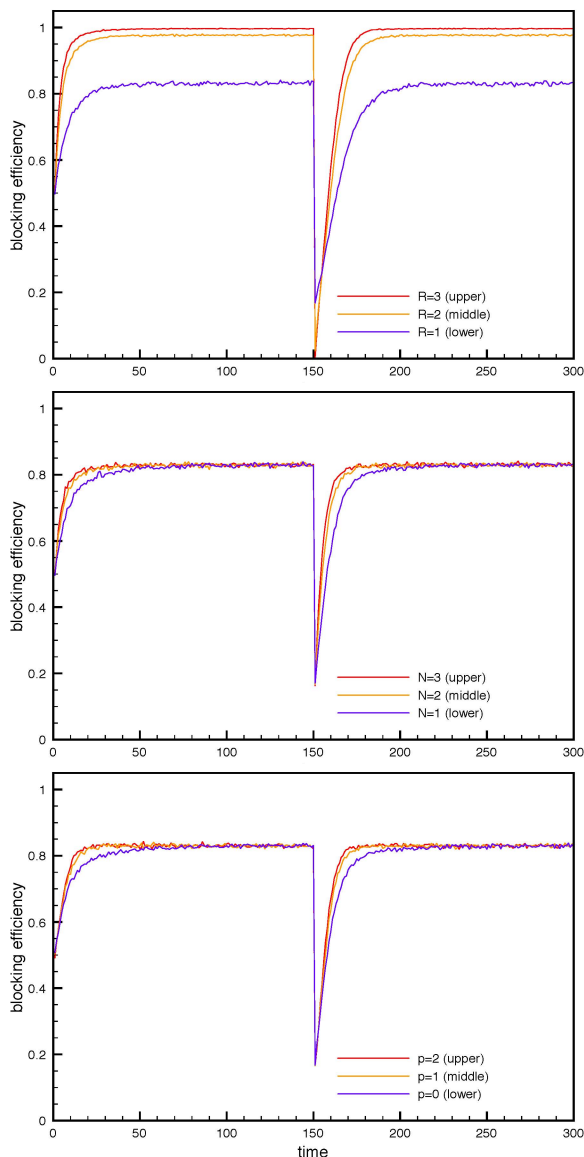 1
0.8
0.6
0.4
0.2
0
blocking efficiency
R=3 (upper)
R=2 (middle)
R=1 (lower)
0 50 100 150 200 250 300
1
0.8
0.6
0.4
0.2
0
blocking efficiency
N=3 (upper)
N=2 (middle)
N=1 (lower)
0 50 100 150 200 250 300
1
0.8
0.6
0.4
0.2
0
blocking efficiency
p=2 (upper)
p=1 (middle)
p=0 (lower)
0 50 100 150 200 250 300
time